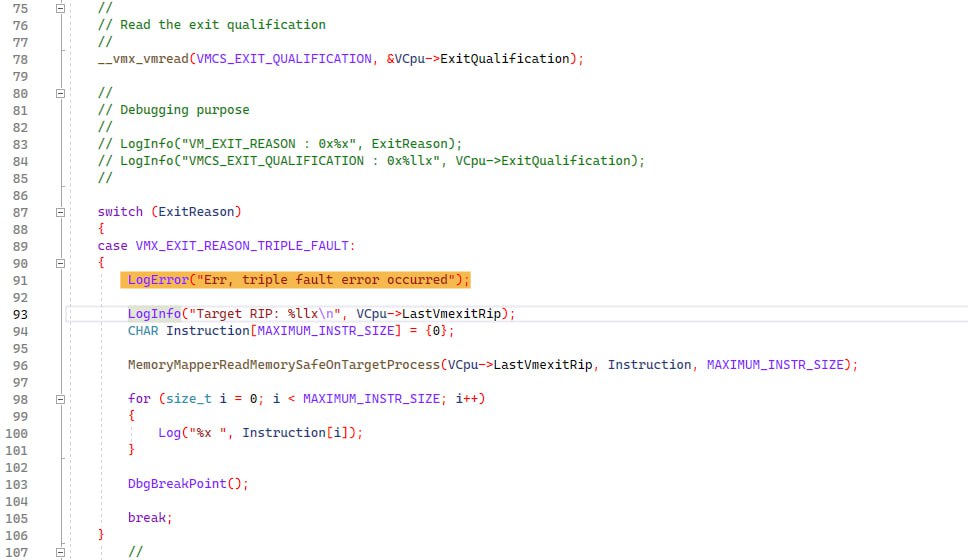 75 //
76 // Read the exit qualification
77 //
78 __vmx_vmread(VMCS_EXIT_QUALIFICATION, &VCpu->ExitQualification);
79
80 //
81 // Debugging purpose
82 //
83 // LogInfo("VM_EXIT_REASON : 0x%x", ExitReason);
84 // LogInfo("VMCS_EXIT_QUALIFICATION : 0x%llx", VCpu->ExitQualification);
85 //
86
87 switch (ExitReason)
88 {
89 case VMX_EXIT_REASON_TRIPLE_FAULT:
90 {
91 LogError("Err, triple fault error occurred");
92
93 LogInfo("Target RIP: %llx\n", VCpu->LastVmexitRip);
94 CHAR Instruction[MAXIMUM_INSTR_SIZE] = {0};
95
96 MemoryMapperReadMemorySafeOnTargetProcess(VCpu->LastVmexitRip, Instruction, MAXIMUM_INSTR_SIZE);
97
98 for (size_t i = 0; i < MAXIMUM_INSTR_SIZE; i++)
99 {
100 Log("%x ", Instruction[i]);
101 }
102
103 DbgBreakPoint();
104
105 break;
106 }
107 //